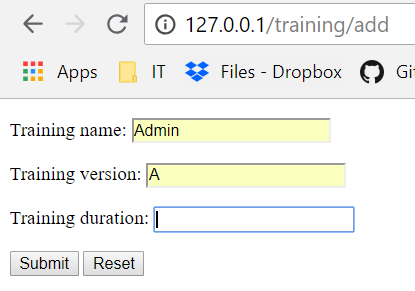 127.0.0.1/training/add
Apps IT Files - Dropbox Git
Training name: Admin
Training version: A
Training duration:
Submit Reset